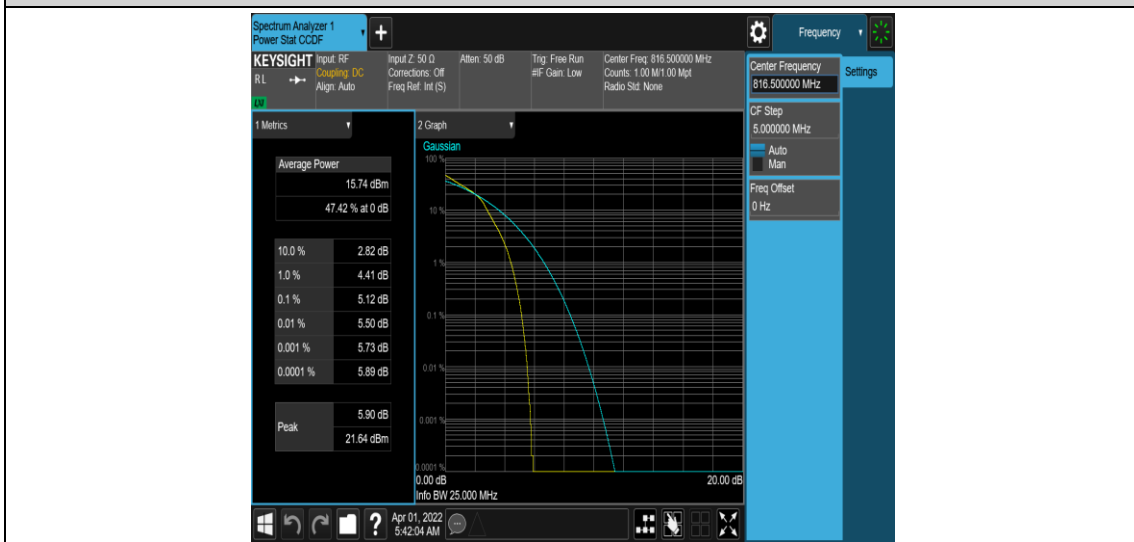 Spectrum Analyzer 1
Power Stat CCDF
+
Frequency
KEYSIGHT
RL
LNI
Input: RF
Coupling: DC
Align: Auto
Input Z: 50 Ω
Corrections: Off
Freq Ref: Int (S)
Atten: 50 dB
Trig: Free Run
#IF Gain: Low
Center Freq: 816.500000 MHz
Counts: 1.00 M/1.00 Mpt
Radio Std: None
Center Frequency
816.500000 MHz
Settings
CF Step
5.000000 MHz
Auto
Man
Freq Offset
0 Hz
1 Metrics
Average Power
15.74 dBm
47.42 % at 0 dB
10.0 % 2.82 dB
1.0 % 4.41 dB
0.1 % 5.12 dB
0.01 % 5.50 dB
0.001 % 5.73 dB
0.0001 % 5.89 dB
Peak
5.90 dB
21.64 dBm
2 Graph
Gaussian
100 %
10 %
1 %
0.1 %
0.01 %
0.001 %
0.0001 %
0.00 dB 20.00 dB
Info BW 25.000 MHz
?
Apr 01, 2022
5:42:04 AM